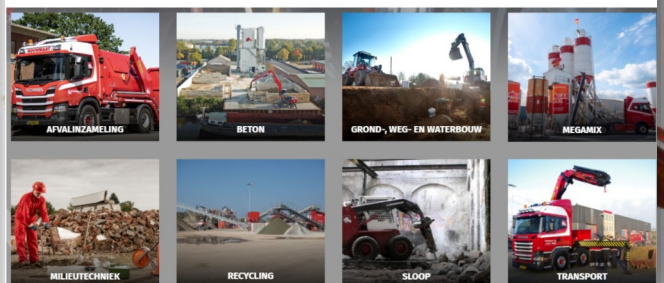 AFVALINZAMELING
BETON
GROND-, WEG- EN WATERBOUW
MEGAMIX
MILIEUTECHNIEK
RECYCLING
SLOOP
TRANSPORT